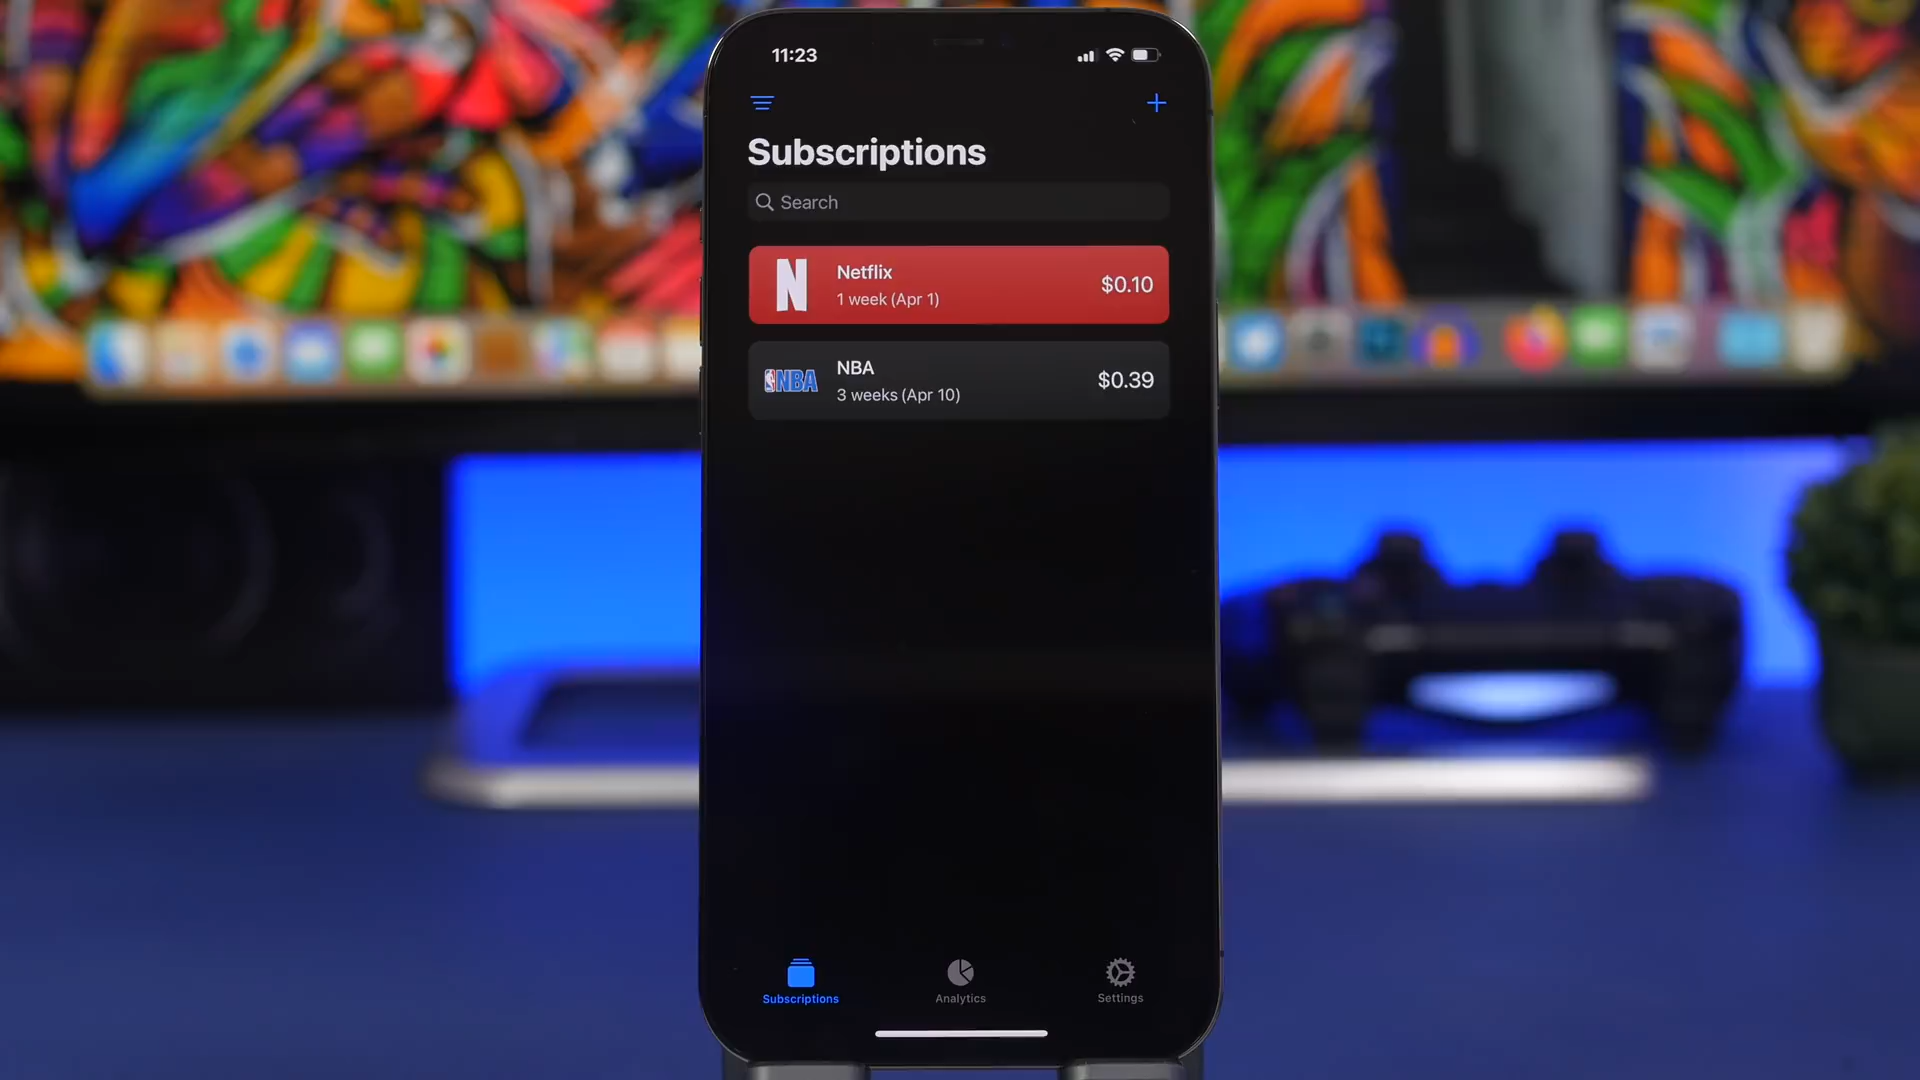 11:23
Subscriptions
Search
N
Netflix
1 week (Apr 1)
$0.10
NBA
NBA
3 weeks (Apr 10)
$0.39
Subscriptions
Analytics
Settings